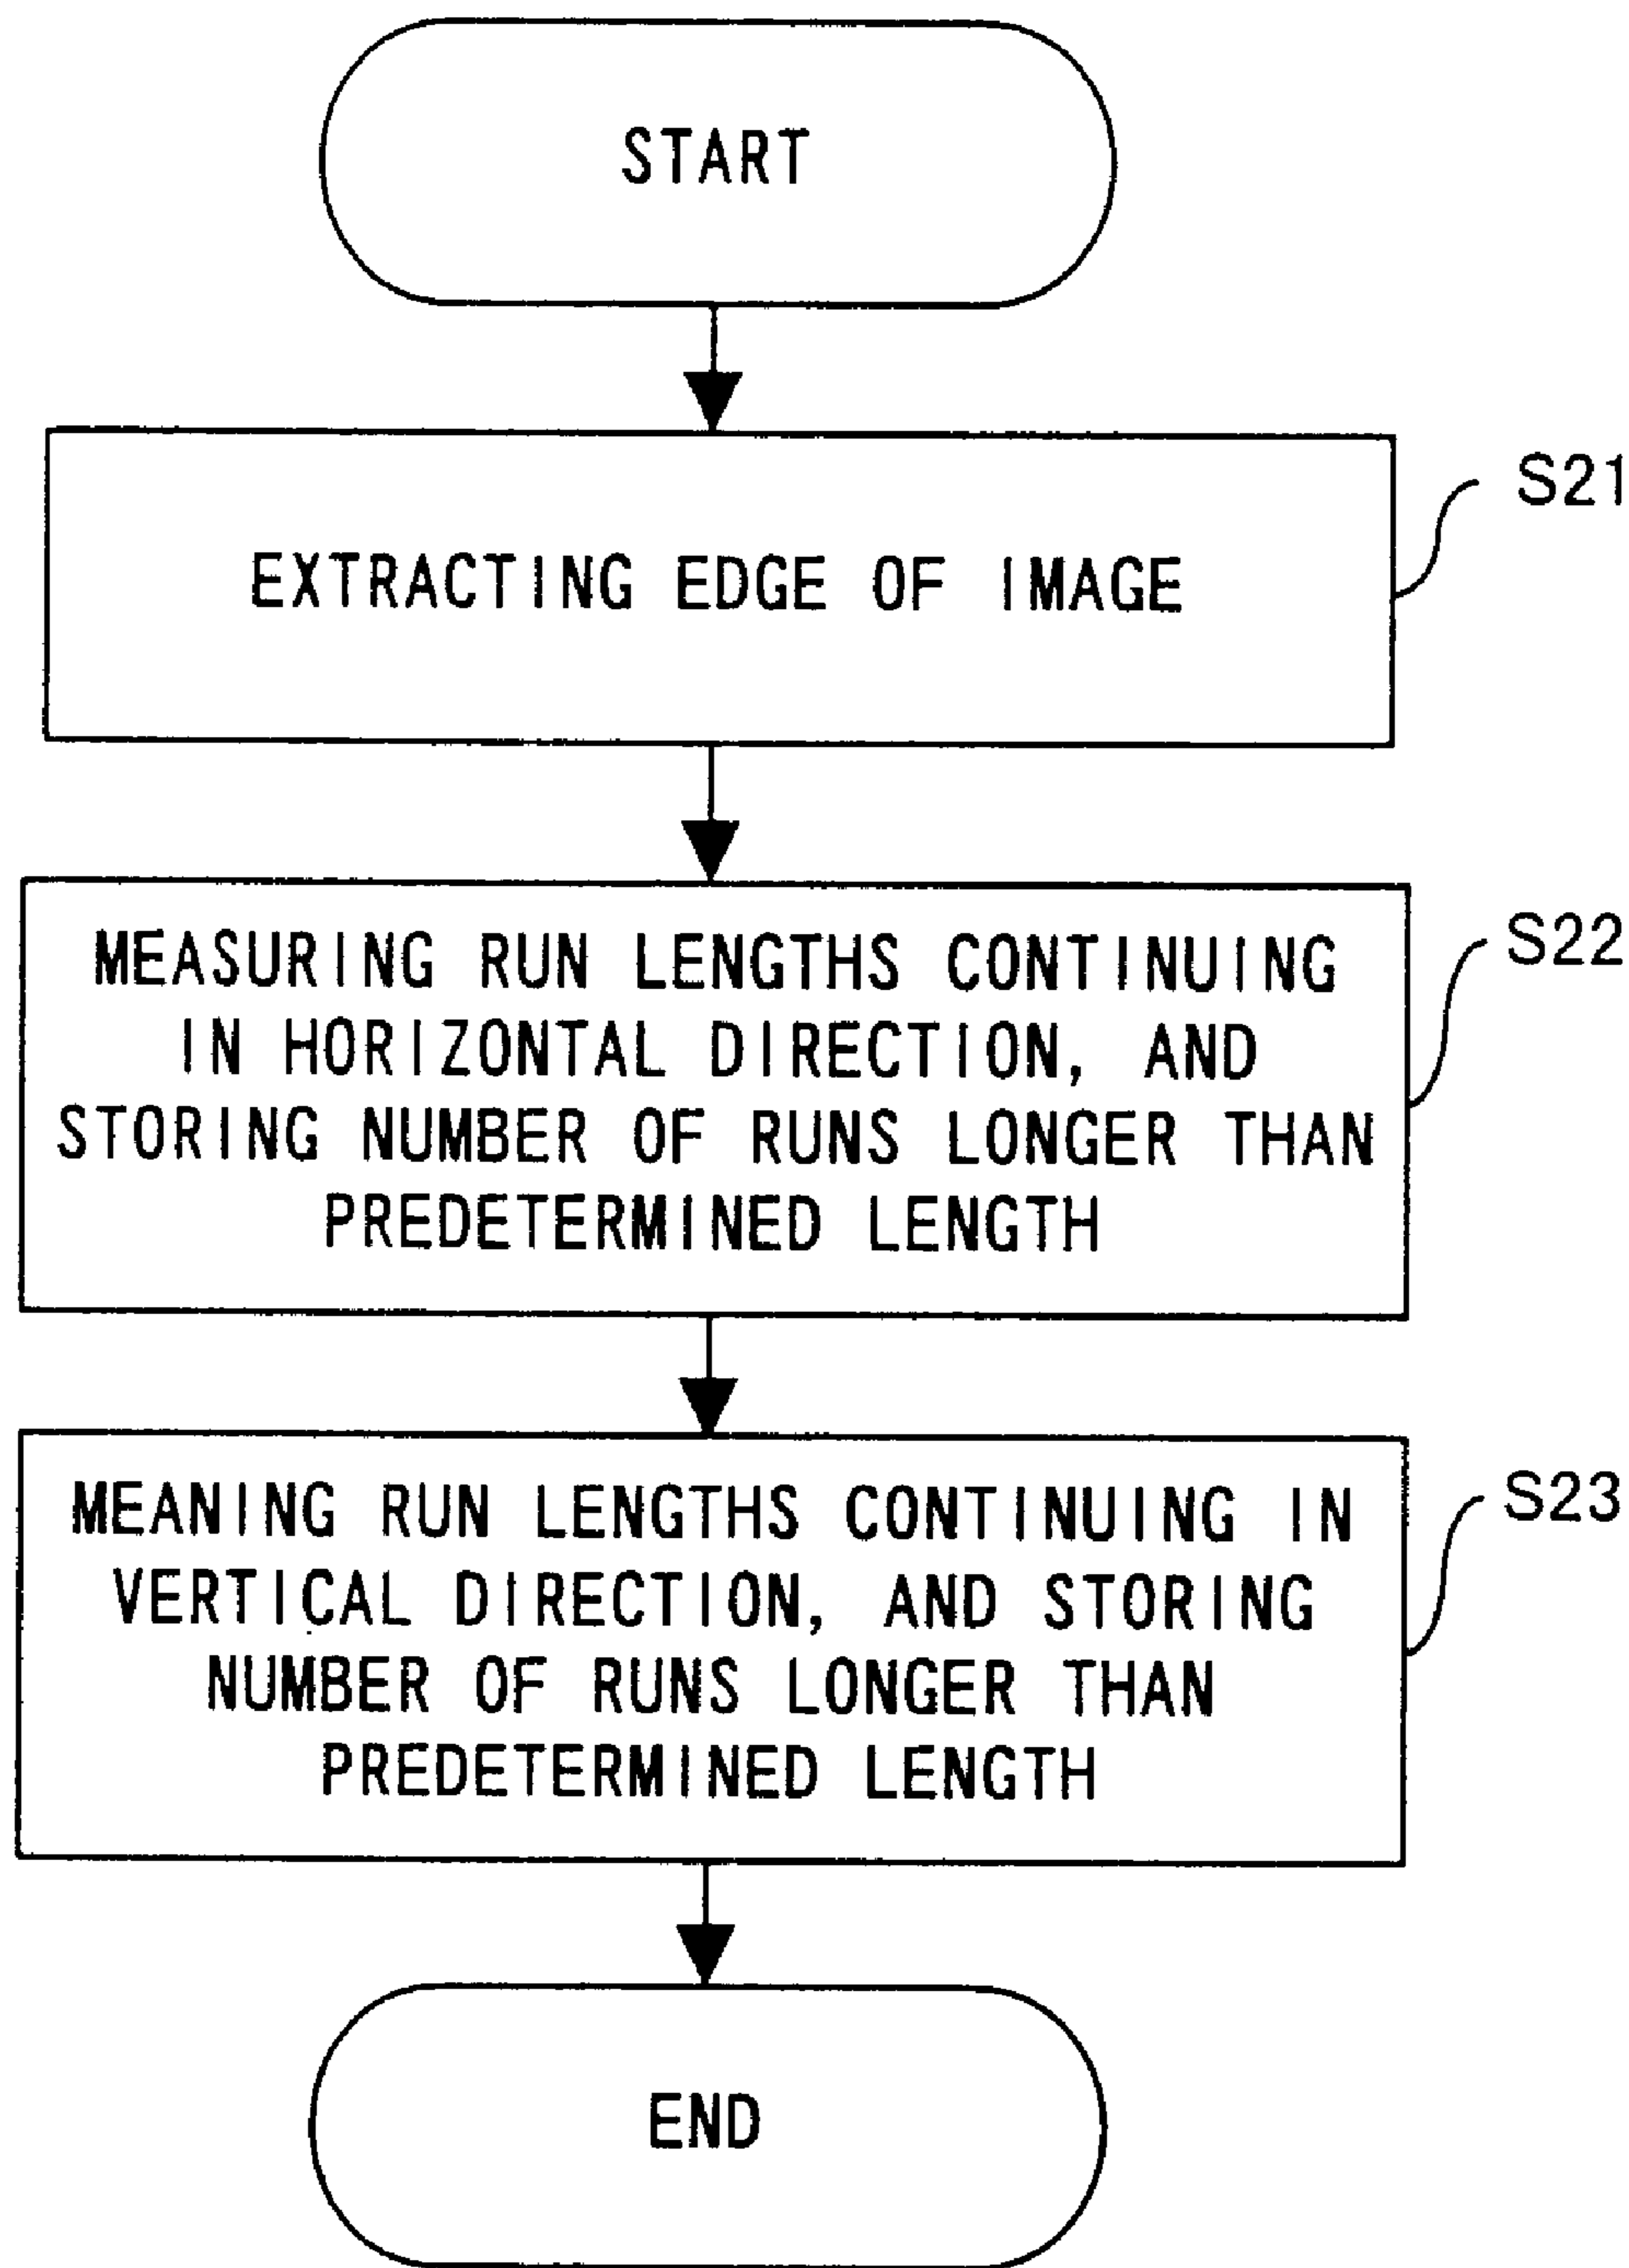 START
EXTRACTING EDGE OF IMAGE
S21
MEASURING RUN LENGTHS CONTINUING
IN HORIZONTAL DIRECTION, AND
STORING NUMBER OF RUNS LONGER THAN
PREDETERMINED LENGTH
S22
MEANING RUN LENGTHS CONTINUING IN
VERTICAL DIRECTION, AND STORING
NUMBER OF RUNS LONGER THAN
PREDETERMINED LENGTH
S23
END